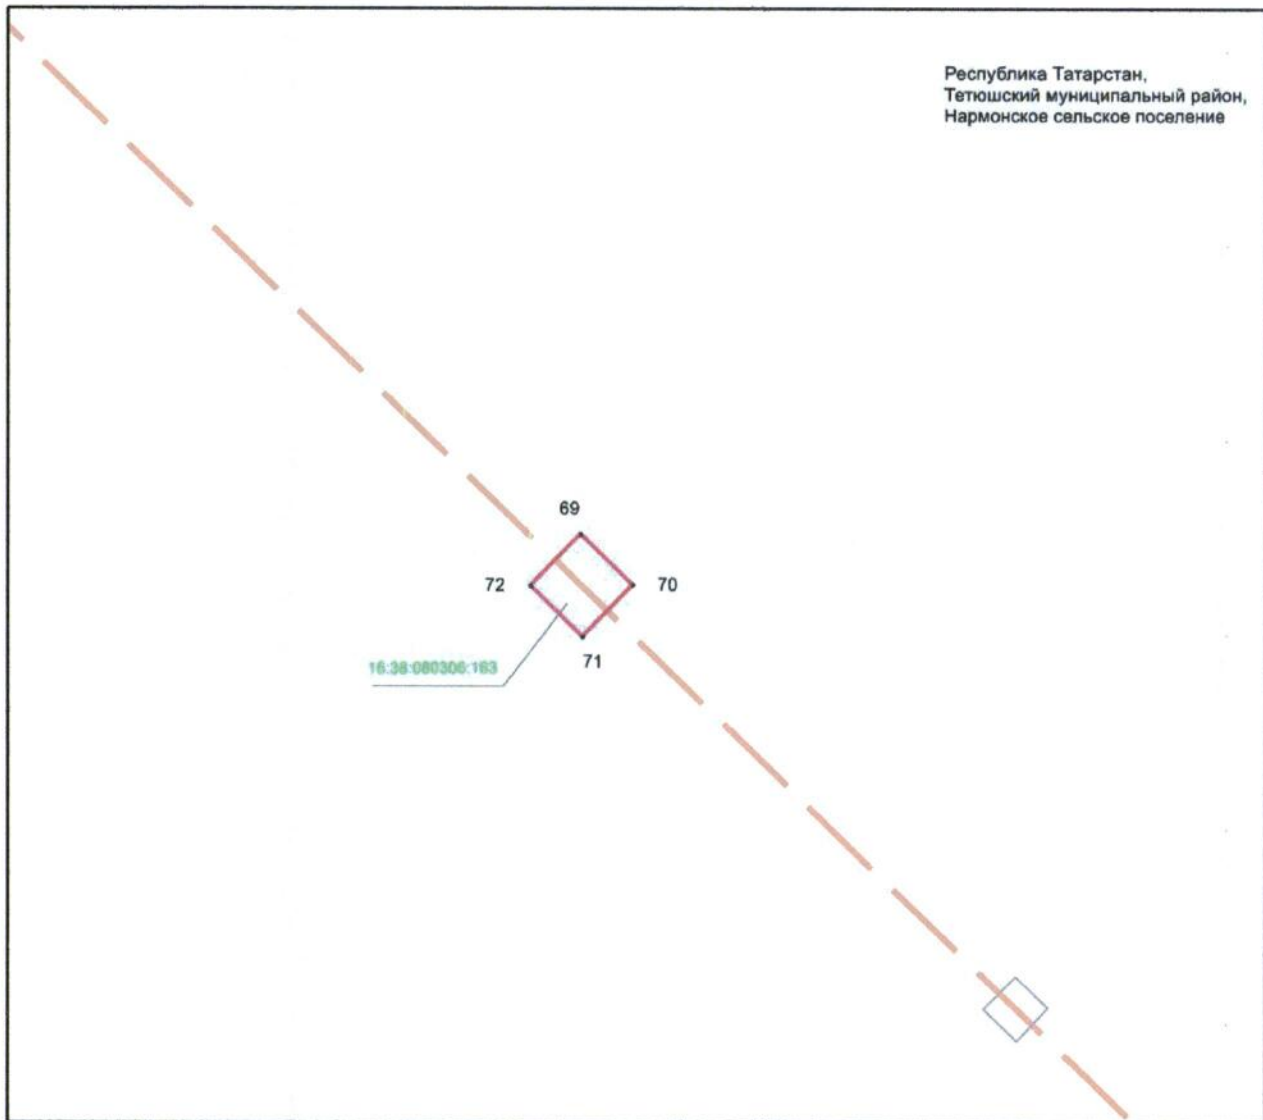 Республика Татарстан,
Тетюшский муниципальный район,
Нармонское сельское поселение
69
72
70
71
16:38:080306:163